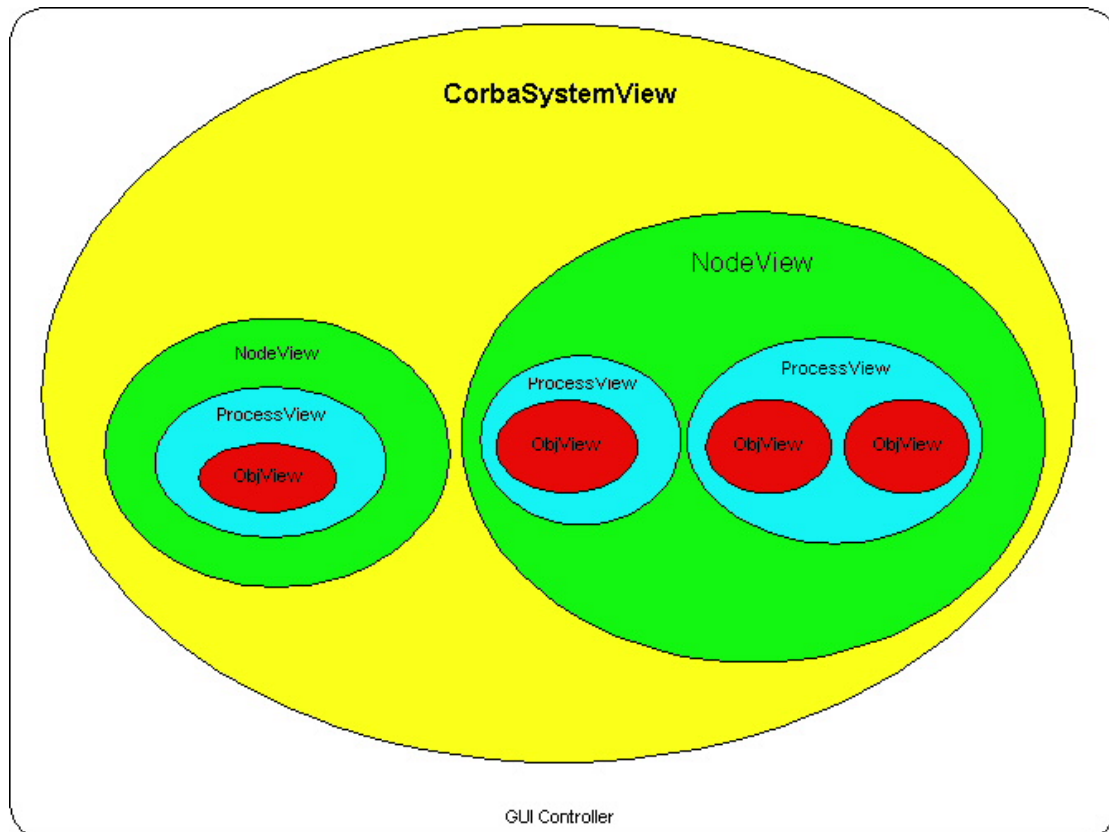 CorbaSystemView
NodeView
NodeView
ProcessView
ObjView
ProcessView
ObjView
ProcessView
ObjView
ObjView
GUI Controller